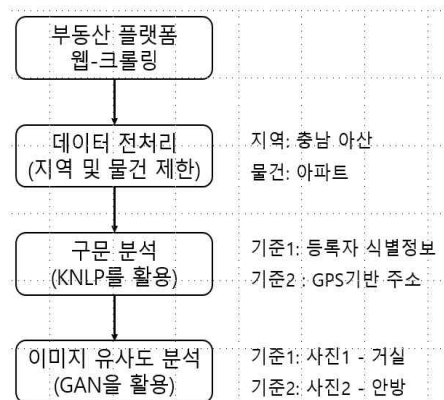 부동산 플랫폼
웹-크롤링
데이터 전처리
(지역 및 물건 제한)
지역: 충남 아산
물건: 아파트
구문 분석
(KNLP를 활용)
기준1: 등록자 식별정보
기준2 : GPS기반 주소
이미지 유사도 분석
(GAN을 활용)
기준1: 사진1 - 거실
기준2: 사진2 - 안방